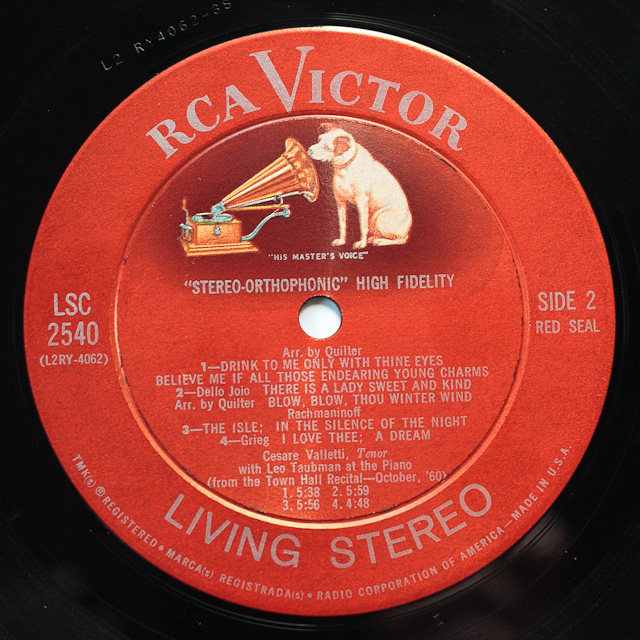 L2 RY4062-3S
RCA VICTOR
"HIS MASTER'S VOICE"
"STEREO-ORTHOPHONIC" HIGH FIDELITY
LSC
2540
(L2RY-4062)
SIDE 2
RED SEAL
Arr. by Quilter
1—DRINK TO ME ONLY WITH THINE EYES
BELIEVE ME IF ALL THOSE ENDEARING YOUNG CHARMS
2—Dello Joio THERE IS A LADY SWEET AND KIND
Arr. by Quilter BLOW, BLOW, THOU WINTER WIND
Rachmaninoff
3—THE ISLE; IN THE SILENCE OF THE NIGHT
4—Grieg I LOVE THEE; A DREAM
Cesare Valletti, Tenor
with Leo Taubman at the Piano
(from the Town Hall Recital—October, '60)
1. 5:38 2. 5:59
3. 5:56 4. 4:48
LIVING STEREO
TMK(s) ® REGISTERED • MARCA(s) REGISTRADA(s) • RADIO CORPORATION OF AMERICA—MADE IN U.S.A.